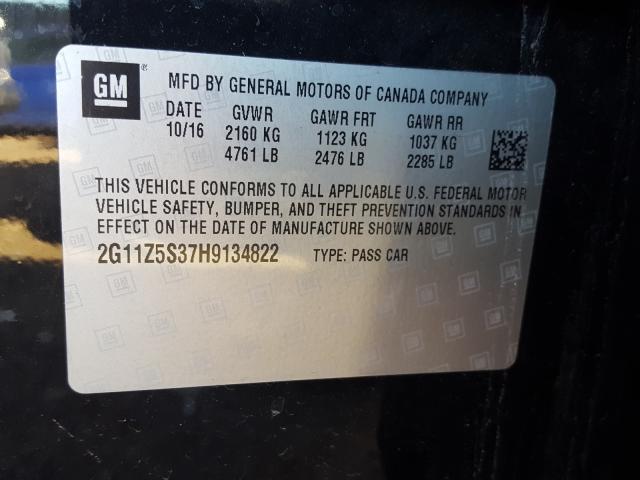 GM ®
MFD BY GENERAL MOTORS OF CANADA COMPANY
DATE GVWR GAWR FRT GAWR RR
10/16 2160 KG 1123 KG 1037 KG
4761 LB 2476 LB 2285 LB
THIS VEHICLE CONFORMS TO ALL APPLICABLE U.S. FEDERAL MOTOR
VEHICLE SAFETY, BUMPER, AND THEFT PREVENTION STANDARDS IN
EFFECT ON THE DATE OF MANUFACTURE SHOWN ABOVE.
2G11Z5S37H9134822 TYPE: PASS CAR